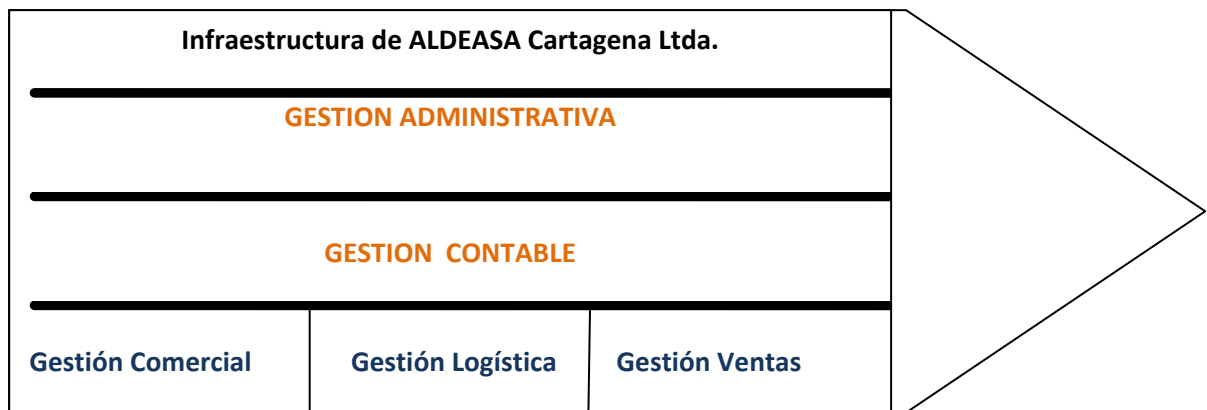 Infraestructura de ALDEASA Cartagena Ltda.
GESTION ADMINISTRATIVA
GESTION CONTABLE
Gestión Comercial
Gestión Logística
Gestión Ventas